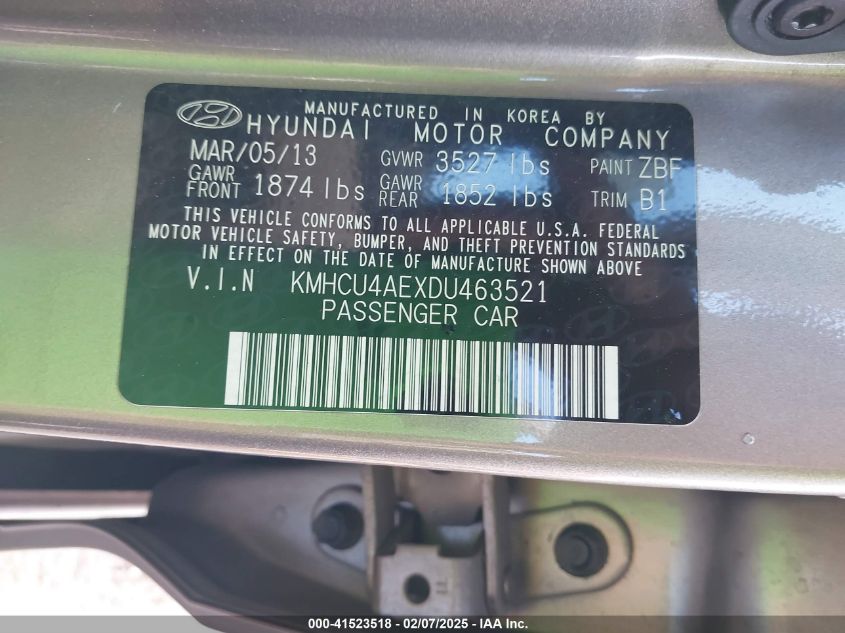 MANUFACTURED IN KOREA BY
HYUNDAI MOTOR COMPANY
MAR/05/13 GVWR 3527 lbs PAINT ZBF
GAWR FRONT 1874 lbs GAWR REAR 1852 lbs TRIM B1
THIS VEHICLE CONFORMS TO ALL APPLICABLE U.S.A. FEDERAL
MOTOR VEHICLE SAFETY, BUMPER, AND THEFT PREVENTION STANDARDS
IN EFFECT ON THE DATE OF MANUFACTURE SHOWN ABOVE
V.I.N KMHCU4AEXDU463521
PASSENGER CAR
000-41523518 - 02/07/2025 - IAA Inc.